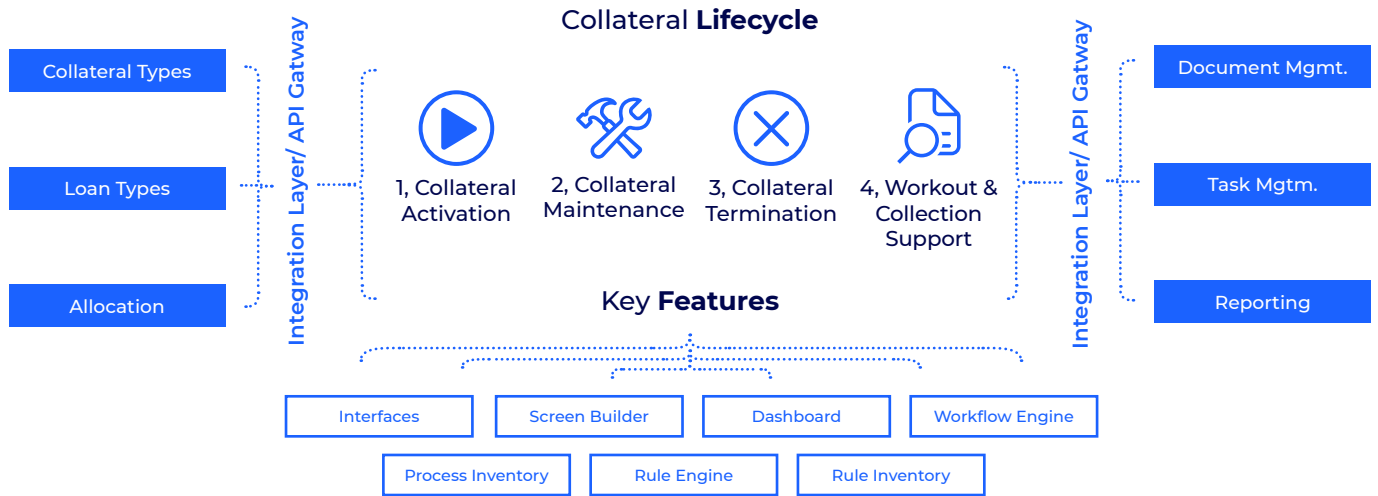 Collateral Lifecycle
Collateral Types
Loan Types
Allocation
Integration Layer/ API Gatway
1, Collateral
Activation
2, Collateral
Maintenance
3, Collateral
Termination
4, Workout &
Collection
Support
Integration Layer/ API Gatway
Document Mgmt.
Task Mgtm.
Reporting
Key Features
Interfaces
Screen Builder
Dashboard
Workflow Engine
Process Inventory
Rule Engine
Rule Inventory